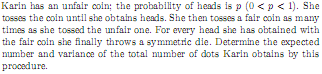 Karin has an unfair coin; the probability of heads is p (0 < p < 1). She
tosses the coin until she obtains heads. She then tosses a fair coin as many
times as she tossed the unfair one. For every head she has obtained with
the fair coin she finally throws a symmetric die. Determine the expected
number and variance of the total number of dots Karin obtains by this
procedure.